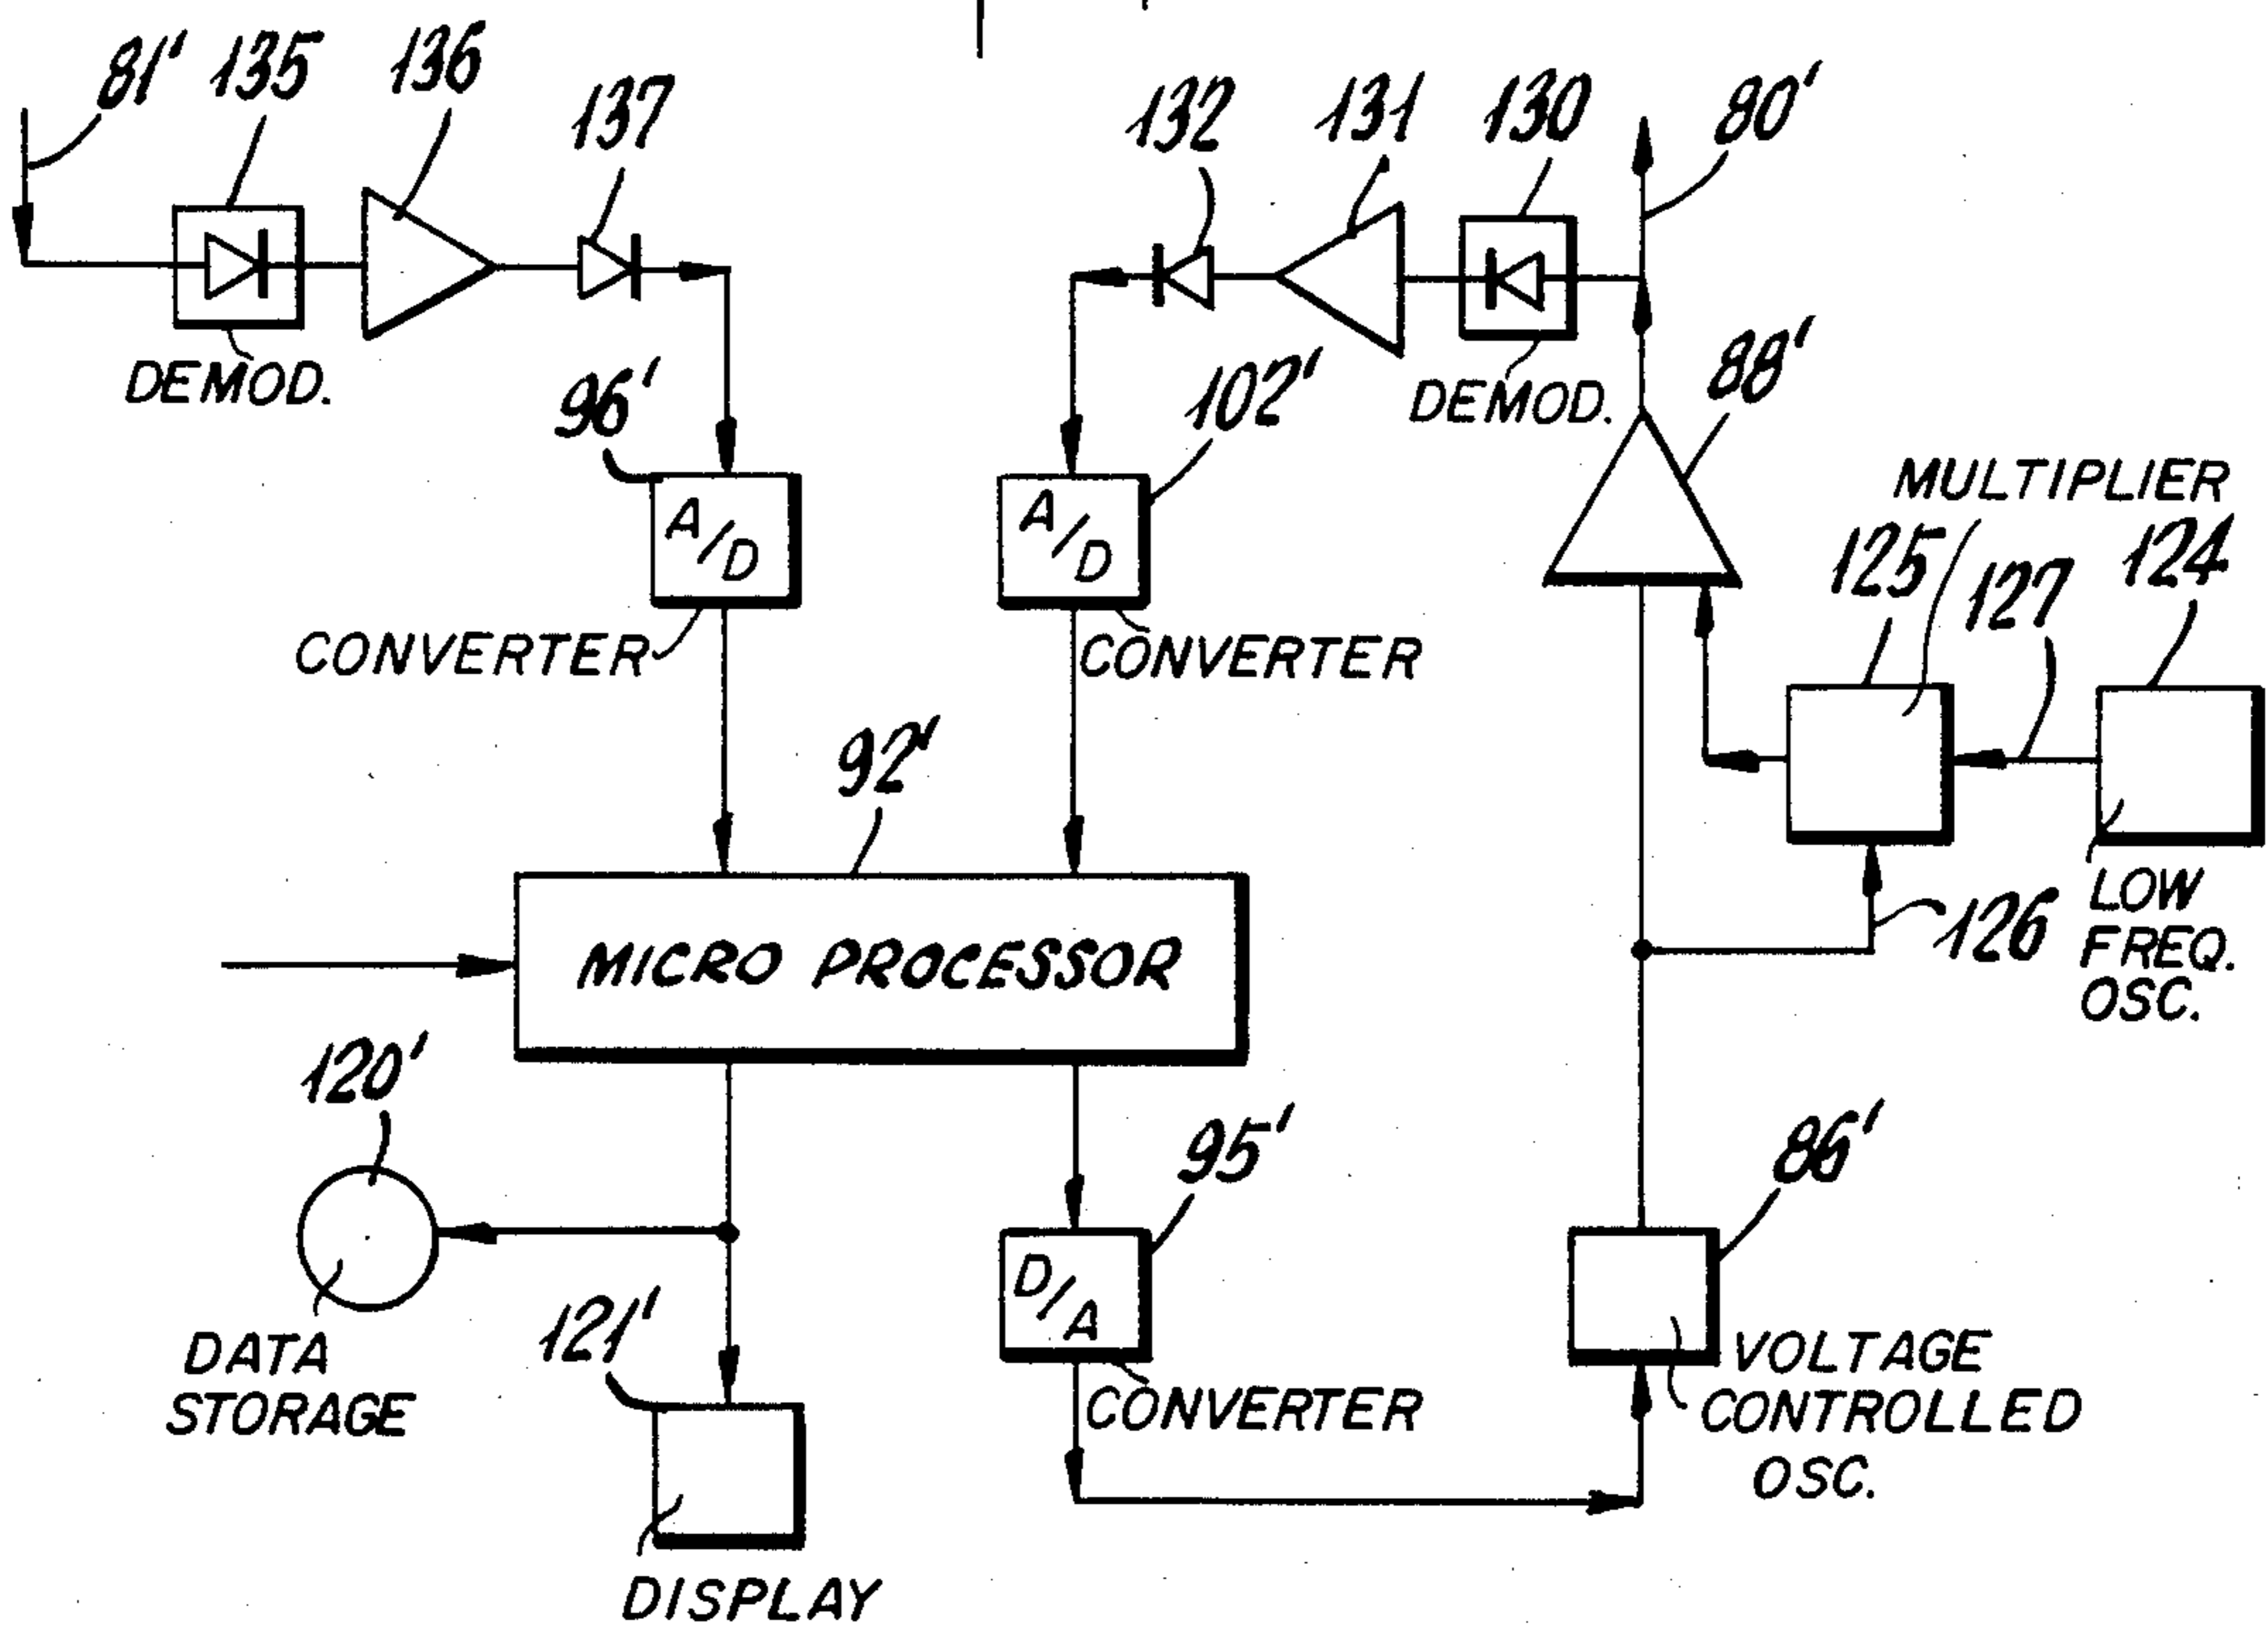 81' 135 136 137 132 131 130 80'
DEMOD.
96'
102'
DEMOD.
88'
MULTIPLIER
125 127 124
A/D
A/D
CONVERTER
CONVERTER
92'
126
LOW
FREQ.
OSC.
MICRO PROCESSOR
120'
95'
86'
DATA
STORAGE
121'
D/A
CONVERTER
VOLTAGE
CONTROLLED
OSC.
DISPLAY